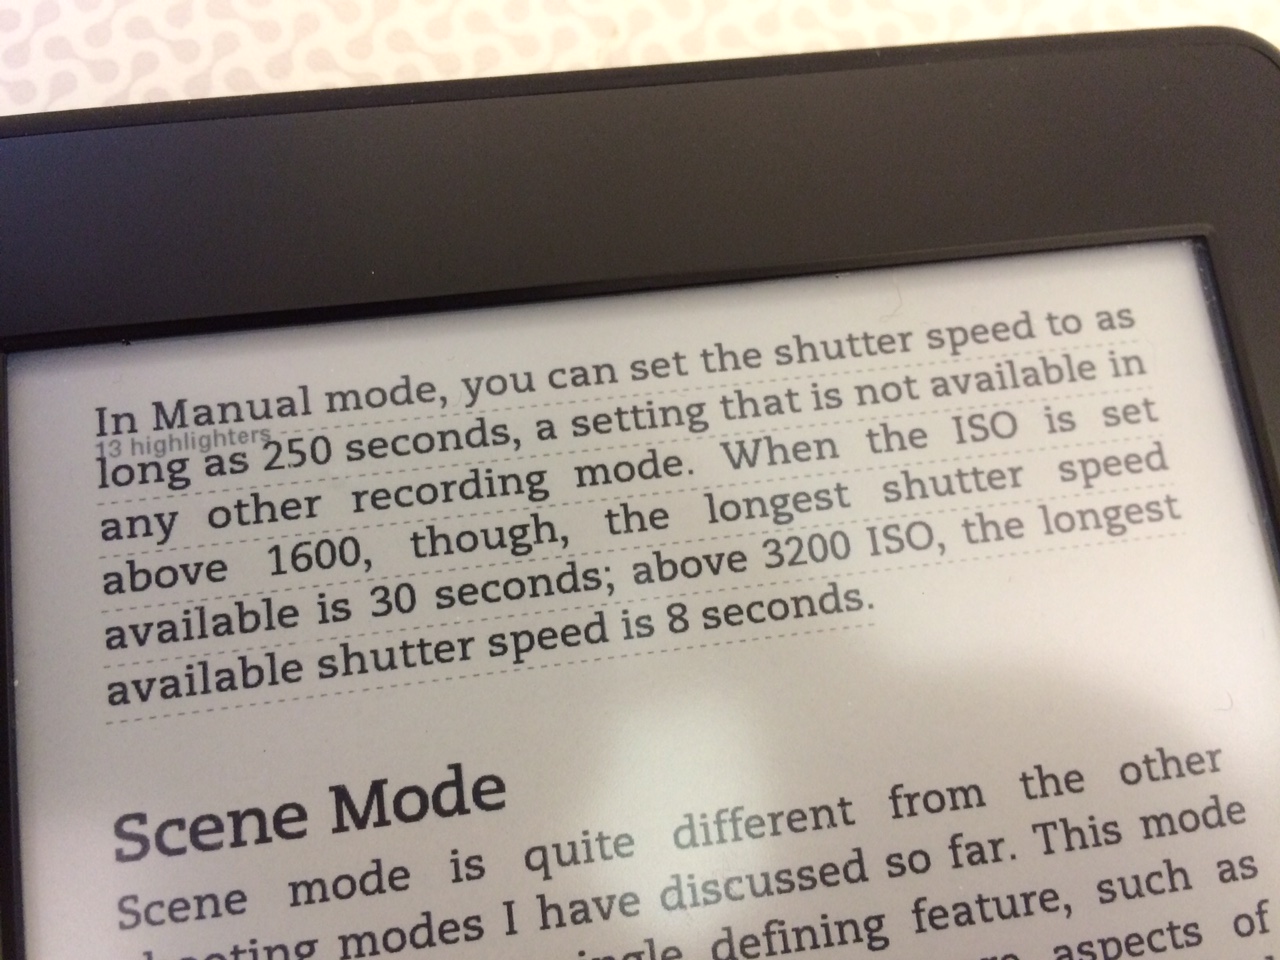 In Manual mode, you can set the shutter speed to as
13 highlighters
long as 250 seconds, a setting that is not available in
any other recording mode. When the ISO is set
above 1600, though, the longest shutter speed
available is 30 seconds; above 3200 ISO, the longest
available shutter speed is 8 seconds.
Scene Mode
Scene mode is quite different from the other
modes I have discussed so far. This mode
defining feature, such as
aspects of